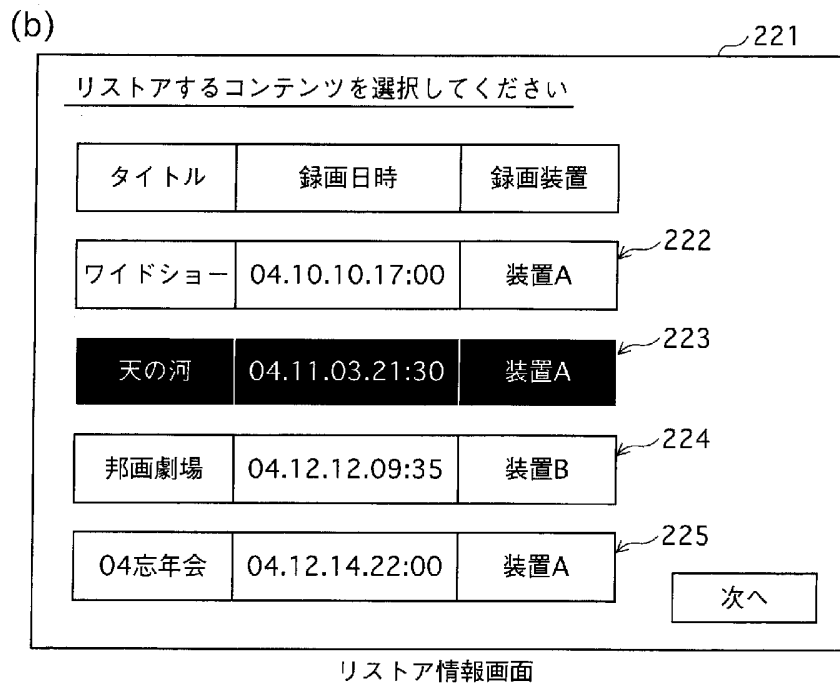 (b)
221
リストアするコンテンツを選択してください
タイトル 録画日時 録画装置
222
ワイドショー 04.10.10.17:00 装置A
223
天の河 04.11.03.21:30 装置A
224
邦画劇場 04.12.12.09:35 装置B
225
04忘年会 04.12.14.22:00 装置A
次へ
リストア情報画面